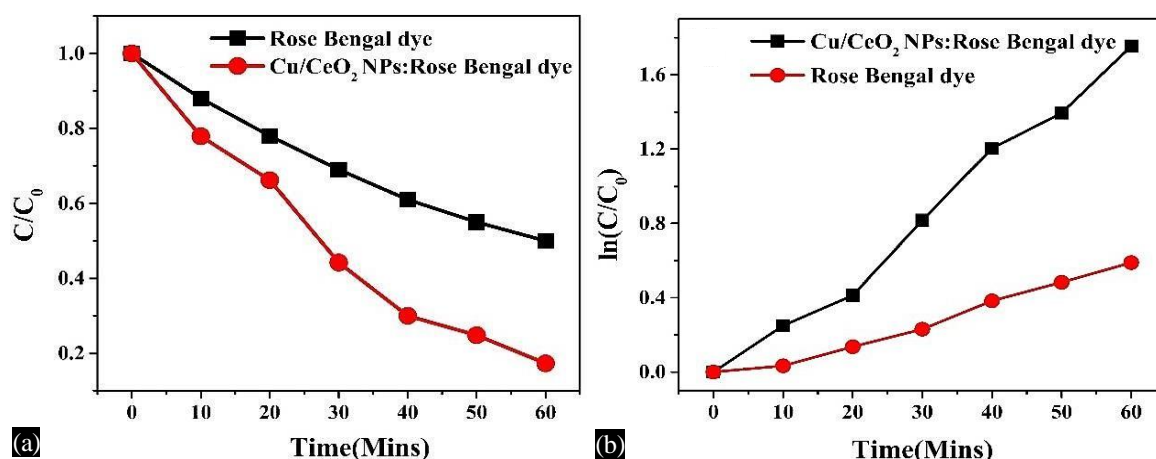 Rose Bengal dye
Cu/CeO₂ NPs:Rose Bengal dye
1.0
0.8
0.6
0.4
0.2
C/C₀
0 10 20 30 40 50 60
Time(Mins)
(a)
Cu/CeO₂ NPs:Rose Bengal dye
Rose Bengal dye
1.6
1.2
0.8
0.4
0.0
ln(C/C₀)
0 10 20 30 40 50 60
Time(Mins)
(b)